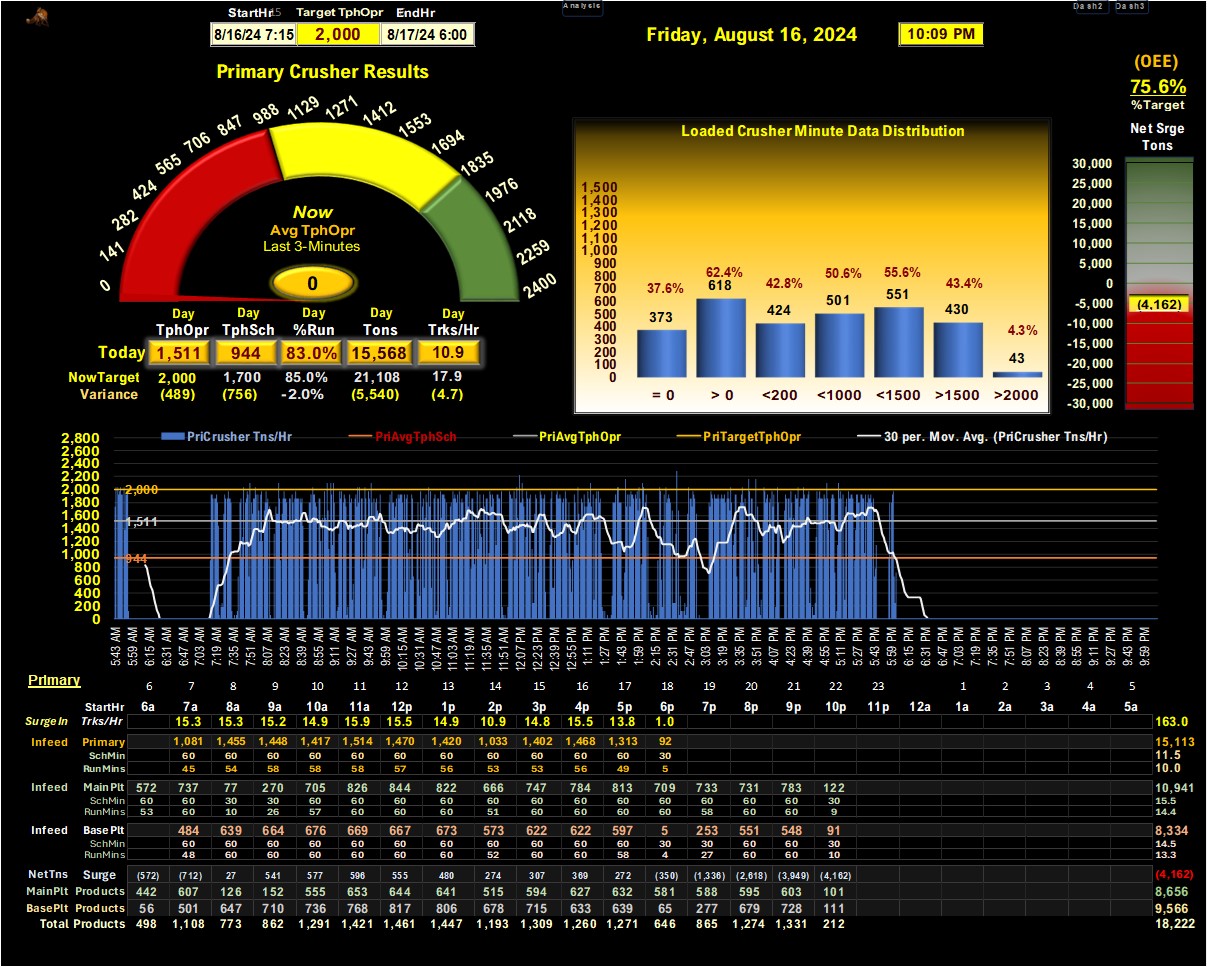 StartHr Target TphOpr EndHr
8/16/24 7:15 2,000 8/17/24 6:00
Analysis
Dash2 Dash3
Friday, August 16, 2024 10:09 PM
(OEE)
75.6%
%Target
Net Srge
Tons
30,000
25,000
20,000
15,000
10,000
5,000
0
-5,000
(4,162)
-10,000
-15,000
-20,000
-25,000
-30,000
Primary Crusher Results
0
141
282
424
565
706
847
988
1129
1271
1412
1553
1694
1835
1976
2118
2259
2400
Now
Avg TphOpr
Last 3-Minutes
0
Day Day Day Day Day
TphOpr TphSch %Run Tons Trks/Hr
Today 1,511 944 83.0% 15,568 10.9
NowTarget 2,000 1,700 85.0% 21,108 17.9
Variance (489) (756) -2.0% (5,540) (4.7)
Loaded Crusher Minute Data Distribution
1,500
1,400
1,300
1,200
1,100
1,000
900
800
700
600
500
400
300
200
100
0
37.6% 62.4% 42.8% 50.6% 55.6% 43.4% 4.3%
373 618 424 501 551 430 43
= 0 > 0 <200 <1000 <1500 >1500 >2000
PriCrusher Tns/Hr PriAvgTphSch PriAvgTphOpr PriTargetTphOpr 30 per. Mov. Avg. (PriCrusher Tns/Hr)
2,800
2,600
2,400
2,200
2,000
1,800
1,600
1,400
1,200
1,000
800
600
400
200
0
2,000
1,511
944
5:43 AM
5:59 AM
6:15 AM
6:31 AM
6:47 AM
7:03 AM
7:19 AM
7:35 AM
7:51 AM
8:07 AM
8:23 AM
8:39 AM
8:55 AM
9:11 AM
9:27 AM
9:43 AM
9:59 AM
10:15 AM
10:31 AM
10:47 AM
11:03 AM
11:19 AM
11:35 AM
11:51 AM
12:07 PM
12:23 PM
12:39 PM
12:55 PM
1:11 PM
1:27 PM
1:43 PM
1:59 PM
2:15 PM
2:31 PM
2:47 PM
3:03 PM
3:19 PM
3:35 PM
3:51 PM
4:07 PM
4:23 PM
4:39 PM
4:55 PM
5:11 PM
5:27 PM
5:43 PM
5:59 PM
6:15 PM
6:31 PM
6:47 PM
7:03 PM
7:19 PM
7:35 PM
7:51 PM
8:07 PM
8:23 PM
8:39 PM
8:55 PM
9:11 PM
9:27 PM
9:43 PM
9:59 PM
Primary
6 7 8 9 10 11 12 13 14 15 16 17 18 19 20 21 22 23 1 2 3 4 5
StartHr 6a 7a 8a 9a 10a 11a 12p 1p 2p 3p 4p 5p 6p 7p 8p 9p 10p 11p 12a 1a 2a 3a 4a 5a
SurgeIn Trks/Hr 15.3 15.3 15.2 14.9 15.9 15.5 14.9 10.9 14.8 15.5 13.8 1.0 163.0
Infeed Primary 1,081 1,455 1,448 1,417 1,514 1,470 1,420 1,033 1,402 1,468 1,313 92 15,113
SchMin 60 60 60 60 60 60 60 60 60 60 60 30 11.5
RunMins 45 54 58 58 58 57 56 53 53 56 49 5 10.0
Infeed MainPlt 572 737 77 270 705 826 844 822 666 747 784 813 709 733 731 783 122 10,941
SchMin 60 60 30 30 60 60 60 60 60 60 60 60 60 60 60 60 30 15.5
RunMins 53 60 10 26 57 60 60 60 51 60 60 60 60 58 60 60 9 14.4
Infeed BasePlt 484 639 664 676 669 667 673 573 622 622 597 5 253 551 548 91 8,334
SchMin 60 60 60 60 60 60 60 60 60 60 60 30 30 60 60 30 14.5
RunMins 48 60 60 60 60 60 60 52 60 60 58 4 27 60 60 10 13.3
NetTns Surge (572) (712) 27 541 577 596 555 480 274 307 369 272 (350) (1,336) (2,618) (3,949) (4,162) (4,162)
MainPlt Products 442 607 126 152 555 653 644 641 515 594 627 632 581 588 595 603 101 8,656
BasePlt Products 56 501 647 710 736 768 817 806 678 715 633 639 65 277 679 728 111 9,566
Total Products 498 1,108 773 862 1,291 1,421 1,461 1,447 1,193 1,309 1,260 1,271 646 865 1,274 1,331 212 18,222